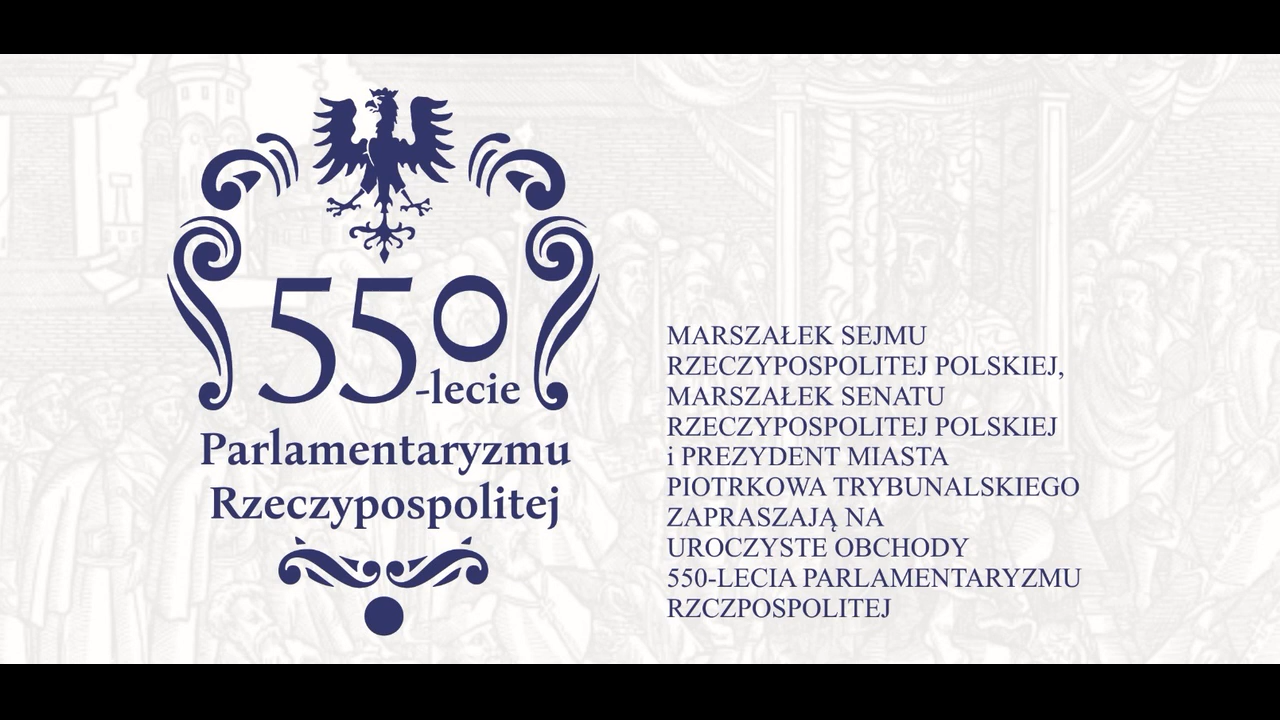 550
-lecie
Parlamentaryzmu
Rzeczypospolitej
MARSZAŁEK SEJMU
RZECZYPOSPOLITEJ POLSKIEJ,
MARSZAŁEK SENATU
RZECZYPOSPOLITEJ POLSKIEJ
i PREZYDENT MIASTA
PIOTRKOWA TRYBUNALSKIEGO
ZAPRASZAJĄ NA
UROCZYSTE OBCHODY
550-LECIA PARLAMENTARYZMU
RZCZPOSPOLITEJ